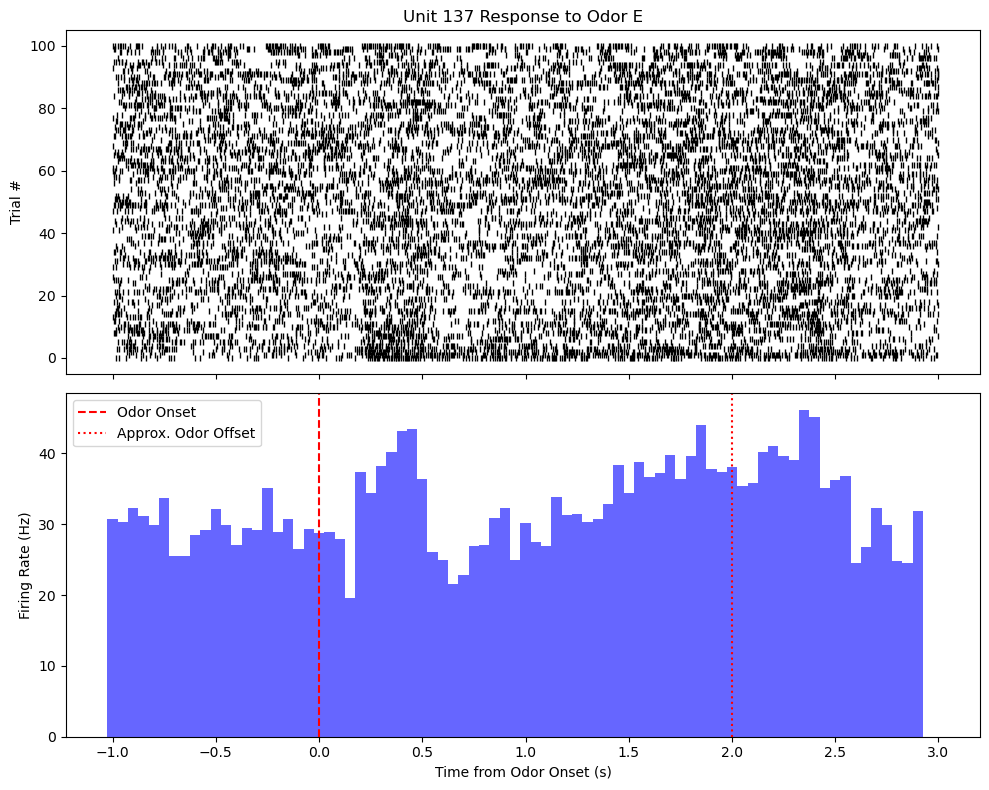 Unit 137 Response to Odor E
100
80
60
40
20
0
Trial #
Odor Onset
Approx. Odor Offset
40
30
20
10
0
Firing Rate (Hz)
−1.0 −0.5 0.0 0.5 1.0 1.5 2.0 2.5 3.0
Time from Odor Onset (s)